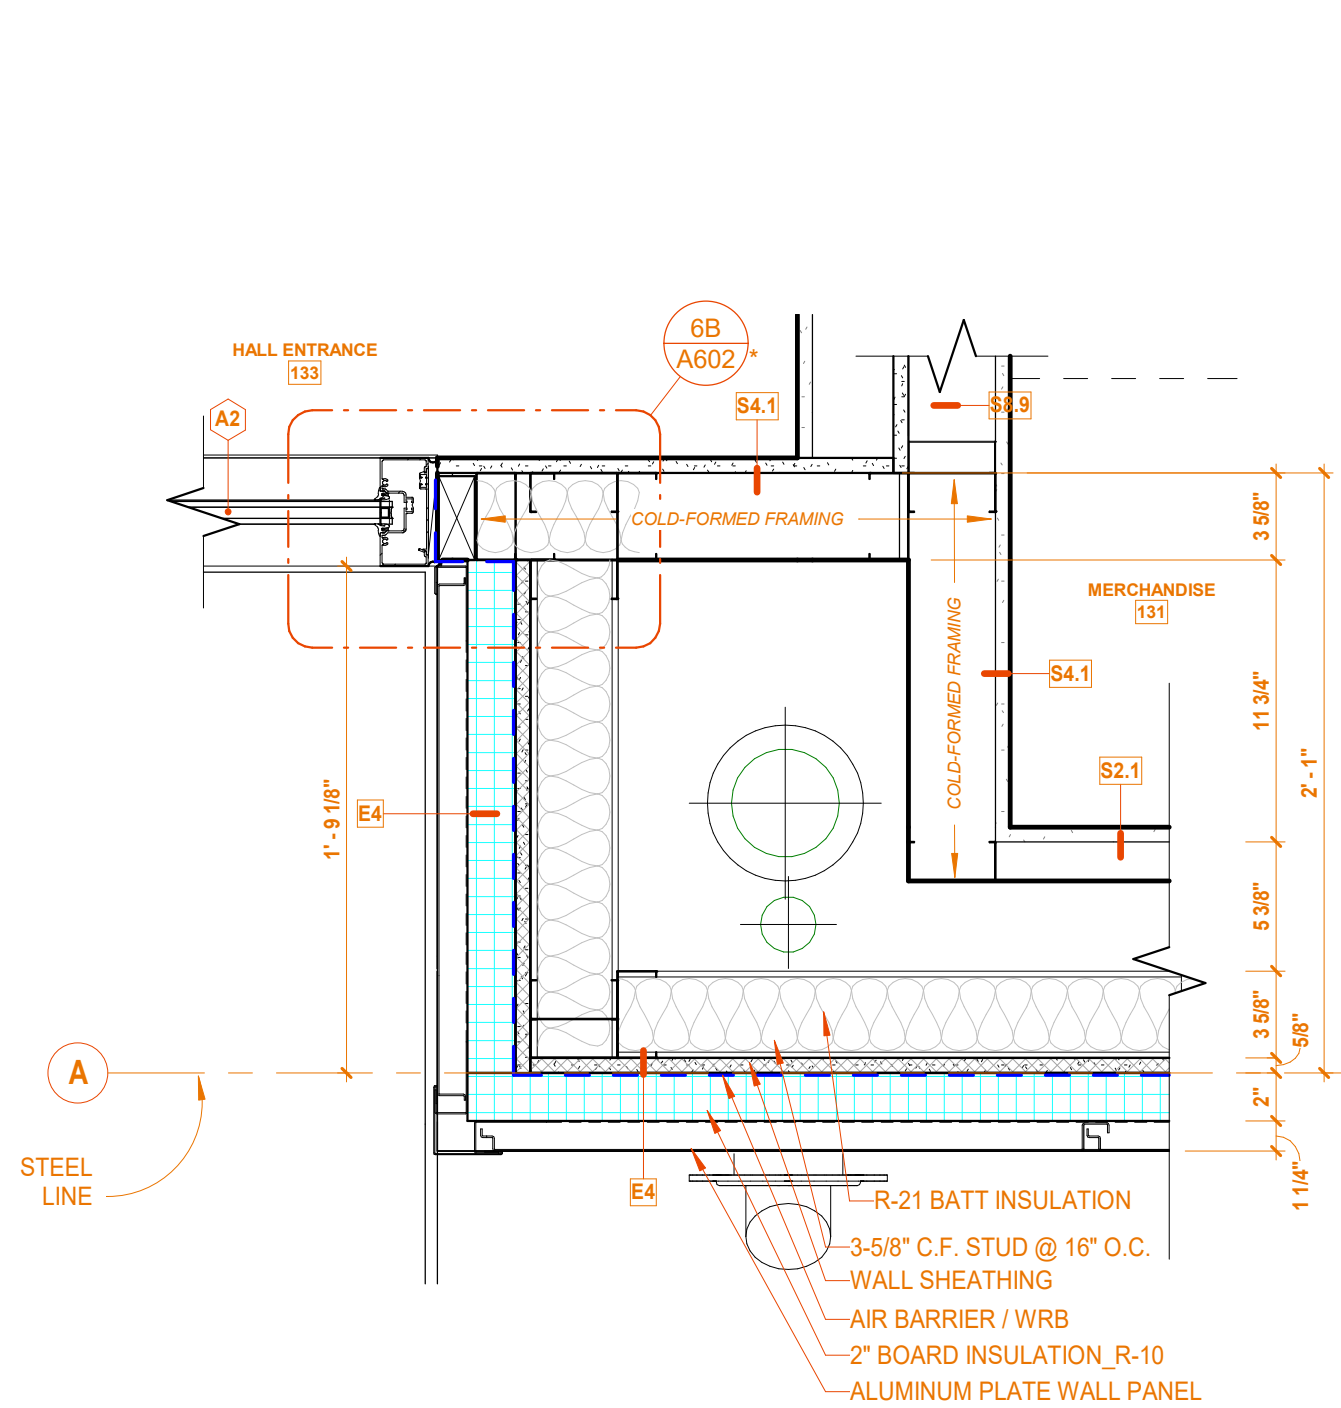 6B
A602 *
HALL ENTRANCE
133
A2
S4.1
S8.9
COLD-FORMED FRAMING
3 5/8"
MERCHANDISE
131
COLD-FORMED FRAMING
S4.1
11 3/4"
2' - 1"
S2.1
1' - 9 1/8"
E4
5 3/8"
3 5/8"
5/8"
A
2"
STEEL
LINE
1 1/4"
E4
R-21 BATT INSULATION
3-5/8" C.F. STUD @ 16" O.C.
WALL SHEATHING
AIR BARRIER / WRB
2" BOARD INSULATION_R-10
ALUMINUM PLATE WALL PANEL